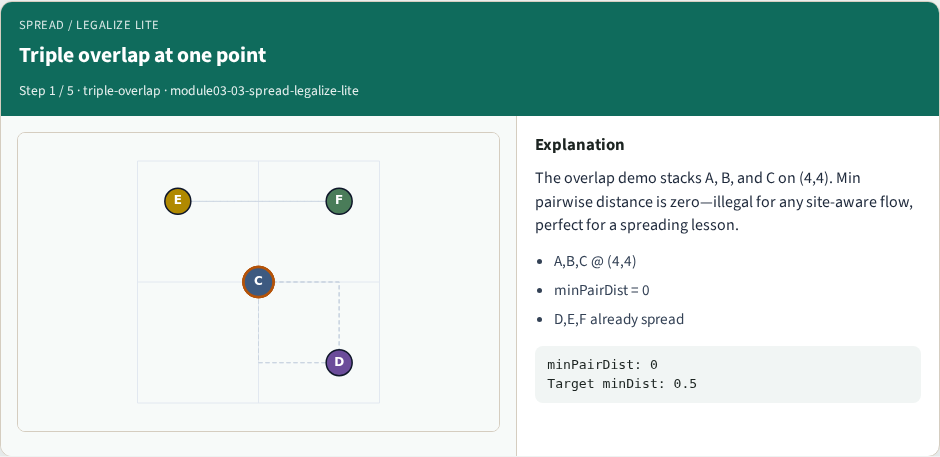 SPREAD / LEGALIZE LITE
Triple overlap at one point
Step 1 / 5 · triple-overlap · module03-03-spread-legalize-lite
E
F
C
D
Explanation
The overlap demo stacks A, B, and C on (4,4). Min
pairwise distance is zero—illegal for any site-aware flow,
perfect for a spreading lesson.
• A,B,C @ (4,4)
• minPairDist = 0
• D,E,F already spread
minPairDist: 0
Target minDist: 0.5